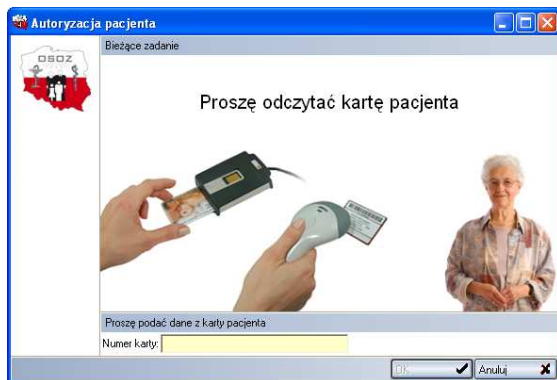 Autoryzacja pacjenta
OSOZ
Bieżące zadanie
Proszę odczytać kartę pacjenta
Proszę podać dane z karty pacjenta
Numer karty:
OK
Anuluj